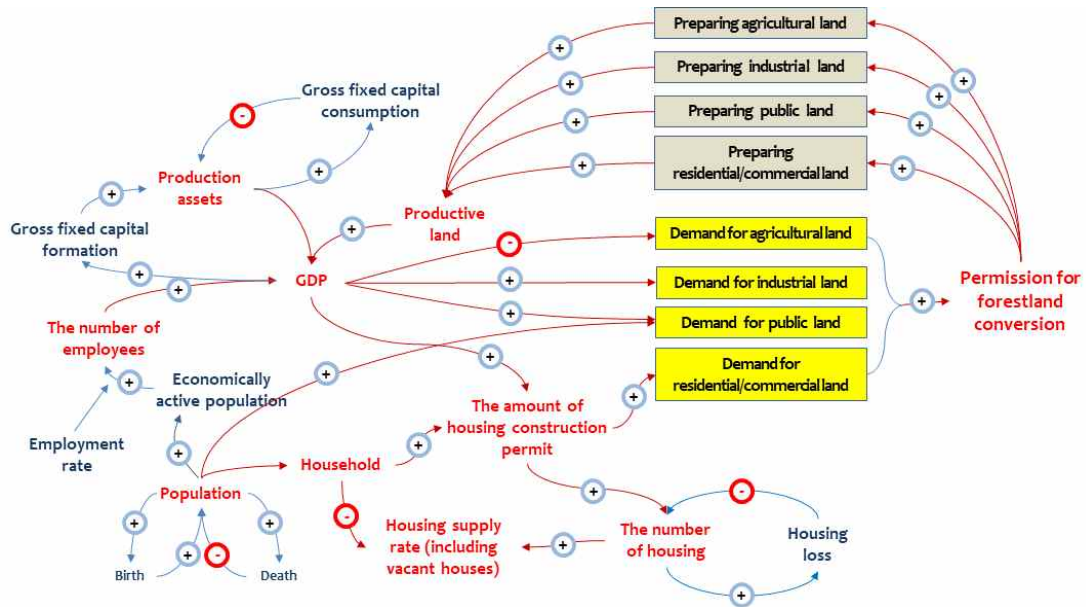 Preparing agricultural land
+
+
Preparing industrial land
+
+
Gross fixed capital
consumption
-
Preparing public land
+
+
Preparing
residential/commercial land
+
+
Production
assets
+
+
Productive
land
+
Gross fixed capital
formation
Demand for agricultural land
-
GDP
+
+
Demand for industrial land
+
+
Permission for
forestland
conversion
+
Demand for public land
The number of
employees
+
Demand for
residential/commercial land
+
+
Economically
active population
+
The amount of
housing construction
permit
+
Employment
rate
+
Household
+
Population
+
-
+
+
+
-
Birth
Death
Housing supply
rate (including
vacant houses)
+
The number
of housing
-
Housing
loss
+